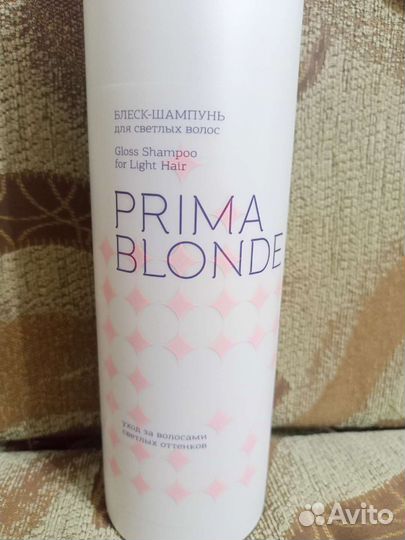 БЛЕСК-ШАМПУНЬ
для светлых волос
Gloss Shampoo
for Light Hair
PRIMA
BLONDE
уход за волосами
светлых оттенков
Avito